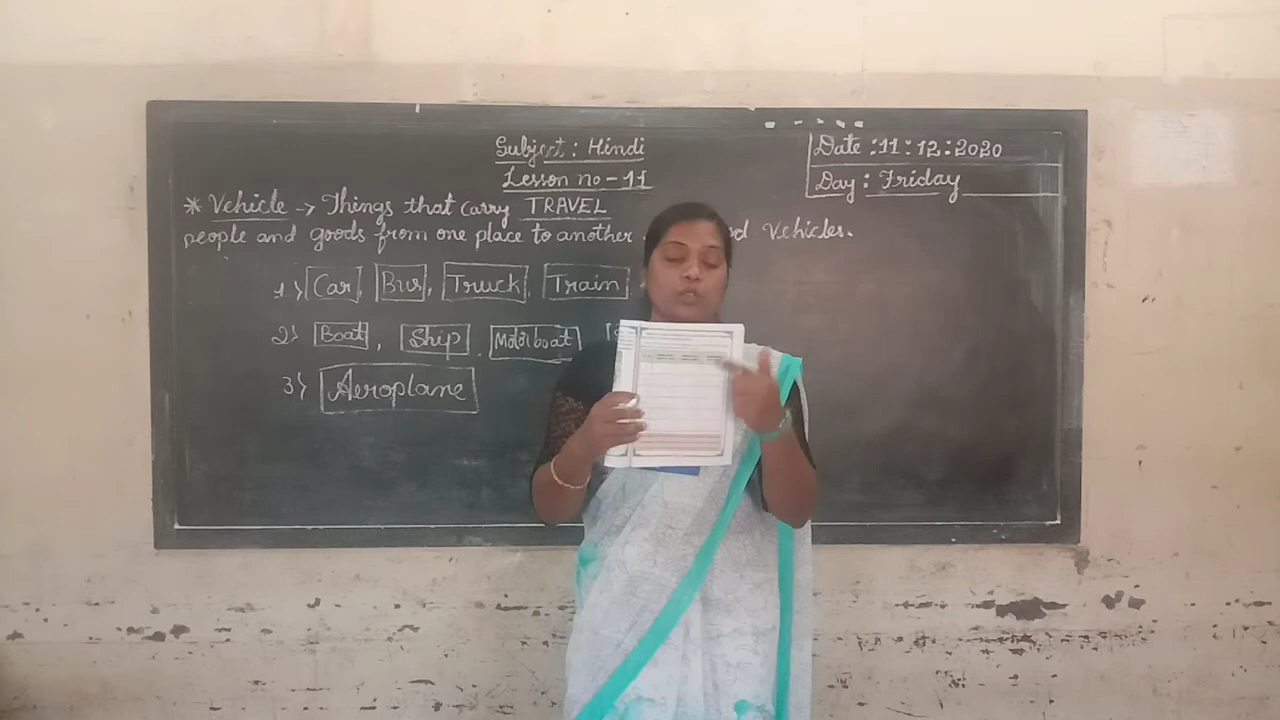 Subject : Hindi
Lesson no - 11
Date : 11 : 12 : 2020
Day : Friday
* Vehicle → Things that carry TRAVEL
people and goods from one place to another Vehicles.
1) Car, Bus, Truck, Train
2) Boat, Ship, Motorboat
3) Aeroplane